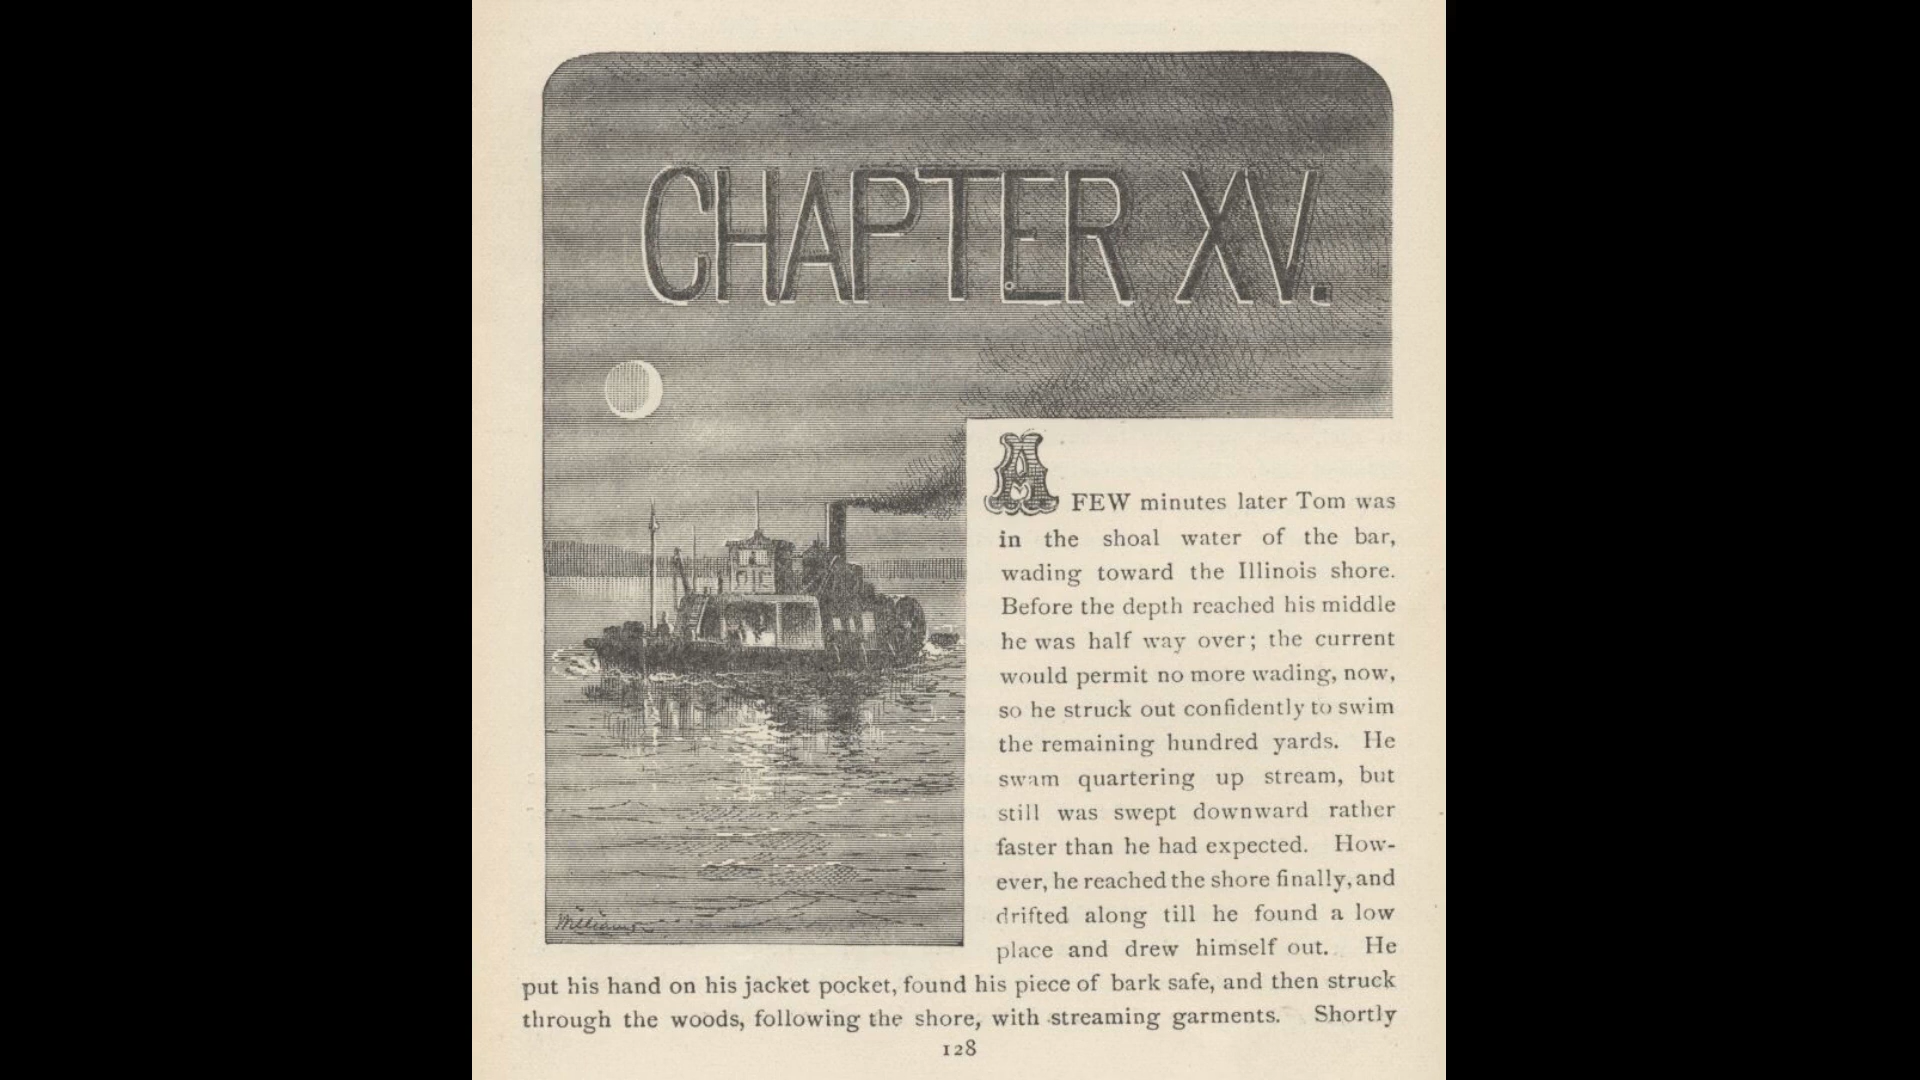 CHAPTER XV.
A FEW minutes later Tom was
in the shoal water of the bar,
wading toward the Illinois shore.
Before the depth reached his middle
he was half way over; the current
would permit no more wading, now,
so he struck out confidently to swim
the remaining hundred yards. He
swam quartering up stream, but
still was swept downward rather
faster than he had expected. How-
ever, he reached the shore finally, and
drifted along till he found a low
place and drew himself out. He
Williams
put his hand on his jacket pocket, found his piece of bark safe, and then struck
through the woods, following the shore, with streaming garments. Shortly
128